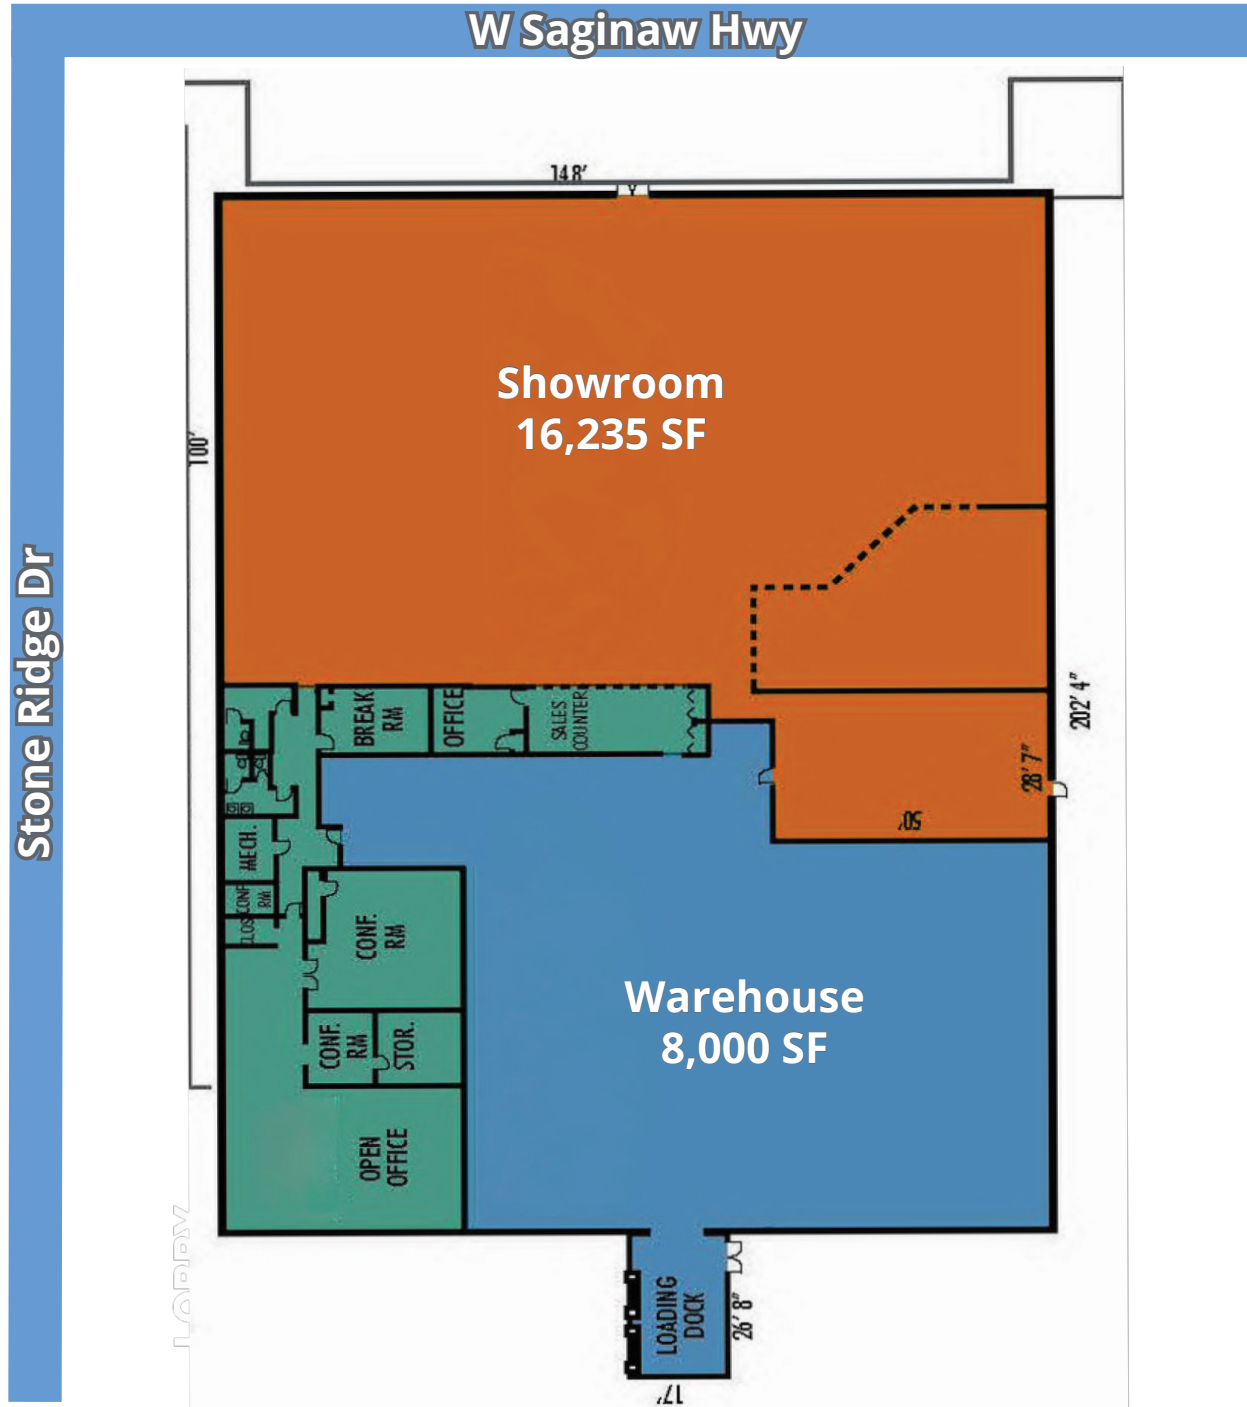 W Saginaw Hwy
148'
Showroom
16,235 SF
100'
Stone Ridge Dr
202' 4"
BREAK
RM
OFFICE
SALES
COUNTER
28' 7"
50'
MECH.
CONF
RM
CLOS
CONF.
RM
Warehouse
8,000 SF
CONF.
RM
STOR.
OPEN
OFFICE
LOBBY
LOADING
DOCK
26' 8"
17'